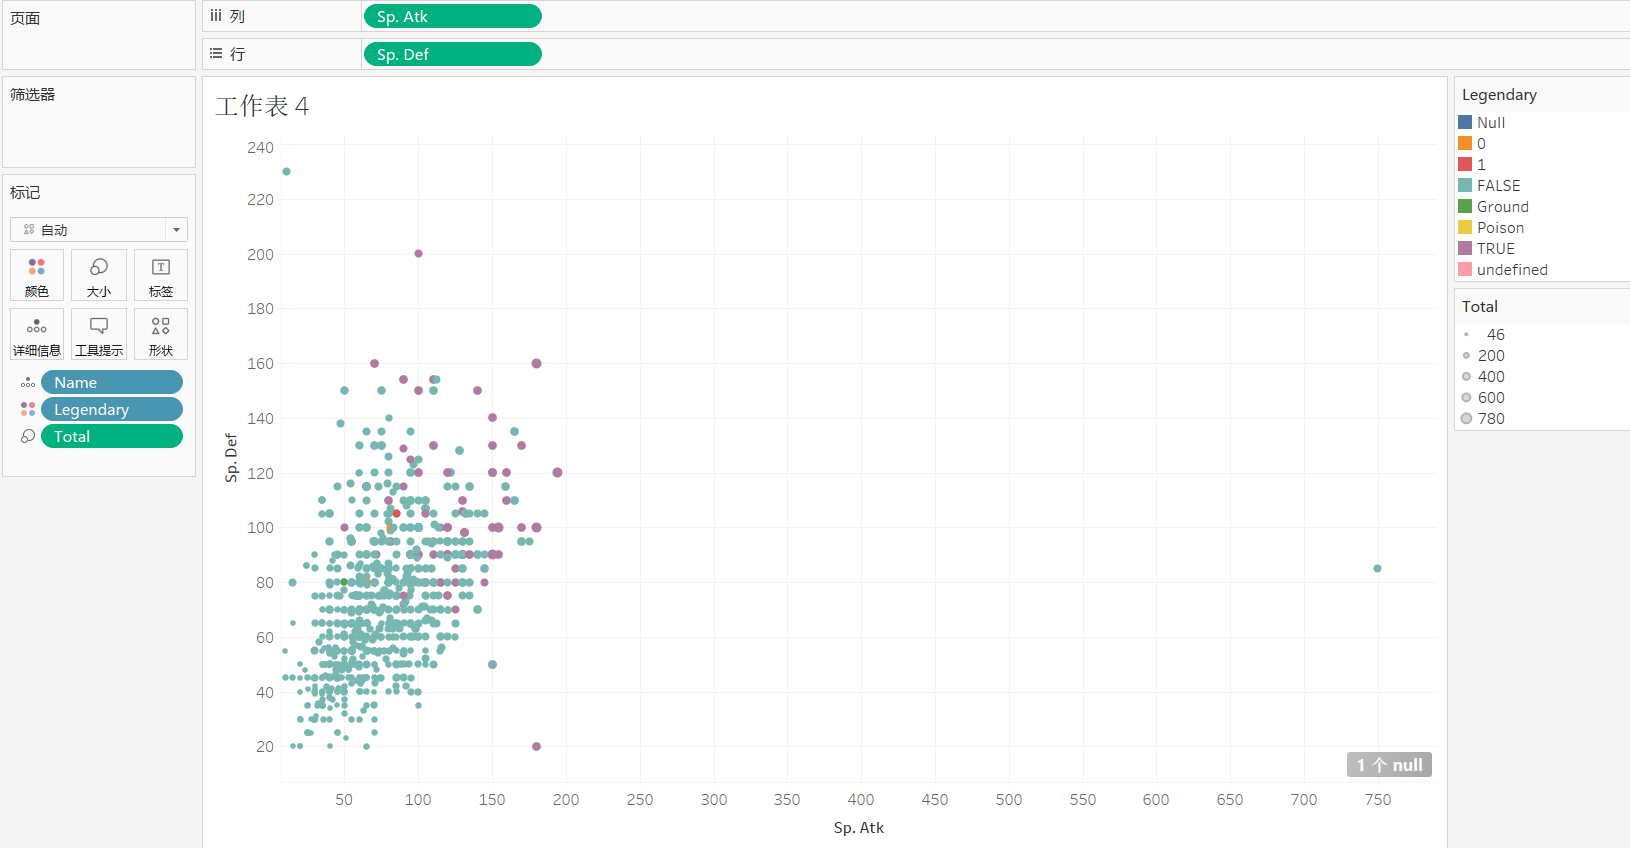 页面
列
Sp. Atk
行
Sp. Def
筛选器
标记
自动
颜色
大小
标签
详细信息
工具提示
形状
Name
Legendary
Total
工作表 4
240
220
200
180
160
140
120
100
80
60
40
20
Sp. Def
50
100
150
200
250
300
350
400
450
500
550
600
650
700
750
Sp. Atk
1 个 null
Legendary
Null
0
1
FALSE
Ground
Poison
TRUE
undefined
Total
46
200
400
600
780